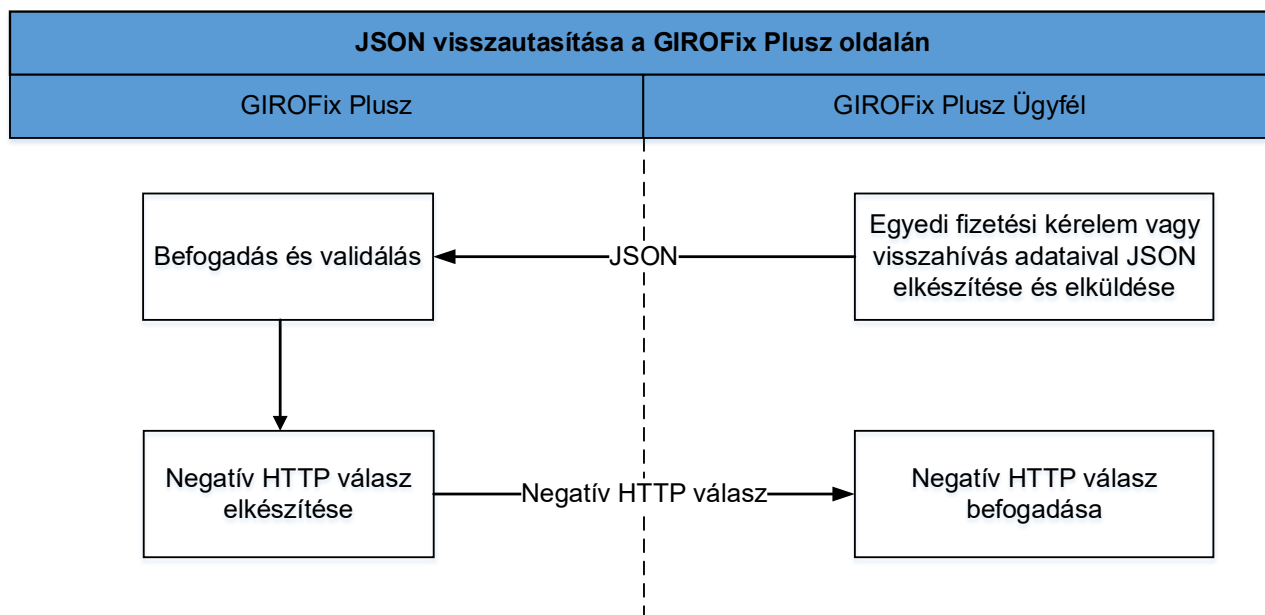 JSON visszautasítása a GIROFix Plusz oldalán
GIROFix Plusz
GIROFix Plusz Ügyfél
Befogadás és validálás
JSON
Egyedi fizetési kérelem vagy
visszahívás adataival JSON
elkészítése és elküldése
Negatív HTTP válasz
elkészítése
Negatív HTTP válasz
Negatív HTTP válasz
befogadása